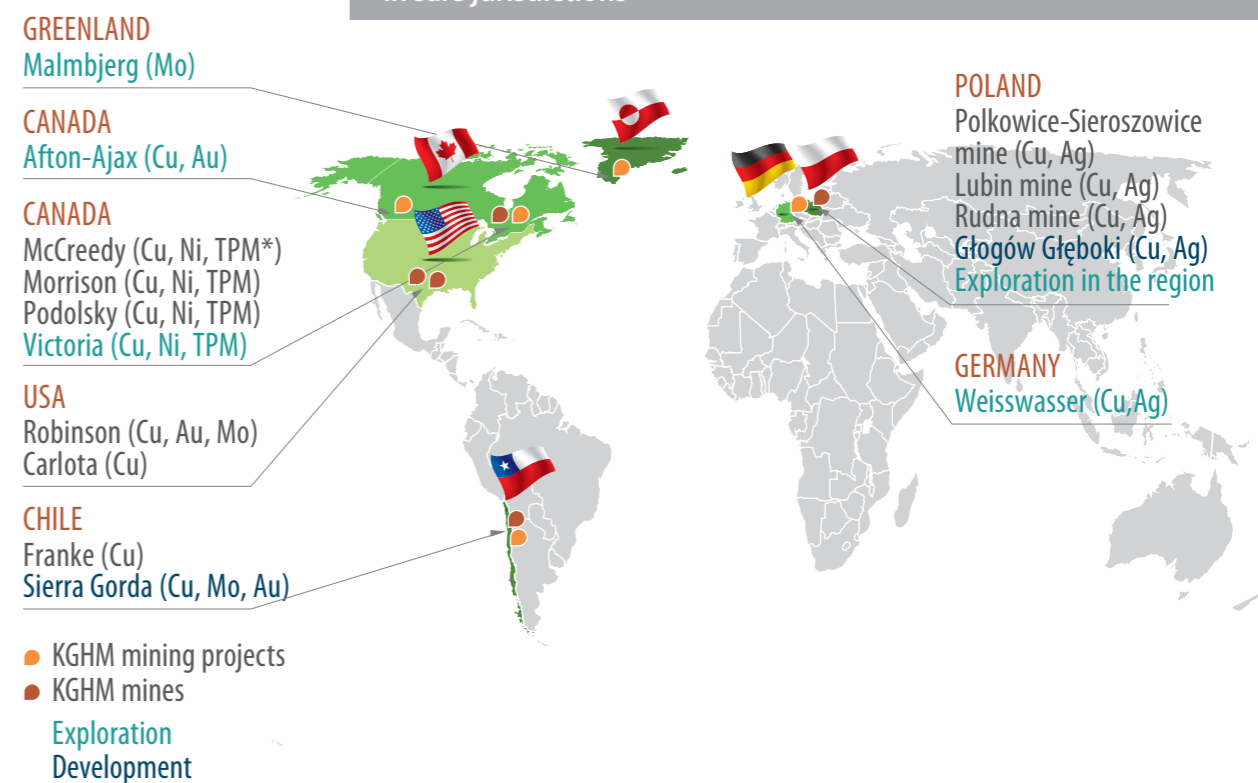 GREENLAND
Malmbjerg (Mo)
CANADA
Afton-Ajax (Cu, Au)
CANADA
McCreedy (Cu, Ni, TPM*)
Morrison (Cu, Ni, TPM)
Podolsky (Cu, Ni, TPM)
Victoria (Cu, Ni, TPM)
USA
Robinson (Cu, Au, Mo)
Carlota (Cu)
CHILE
Franke (Cu)
Sierra Gorda (Cu, Mo, Au)
KGHM mining projects
KGHM mines
Exploration
Development
POLAND
Polkowice-Sieroszowice
mine (Cu, Ag)
Lubin mine (Cu, Ag)
Rudna mine (Cu, Ag)
Głogów Głęboki (Cu, Ag)
Exploration in the region
GERMANY
Weisswasser (Cu,Ag)